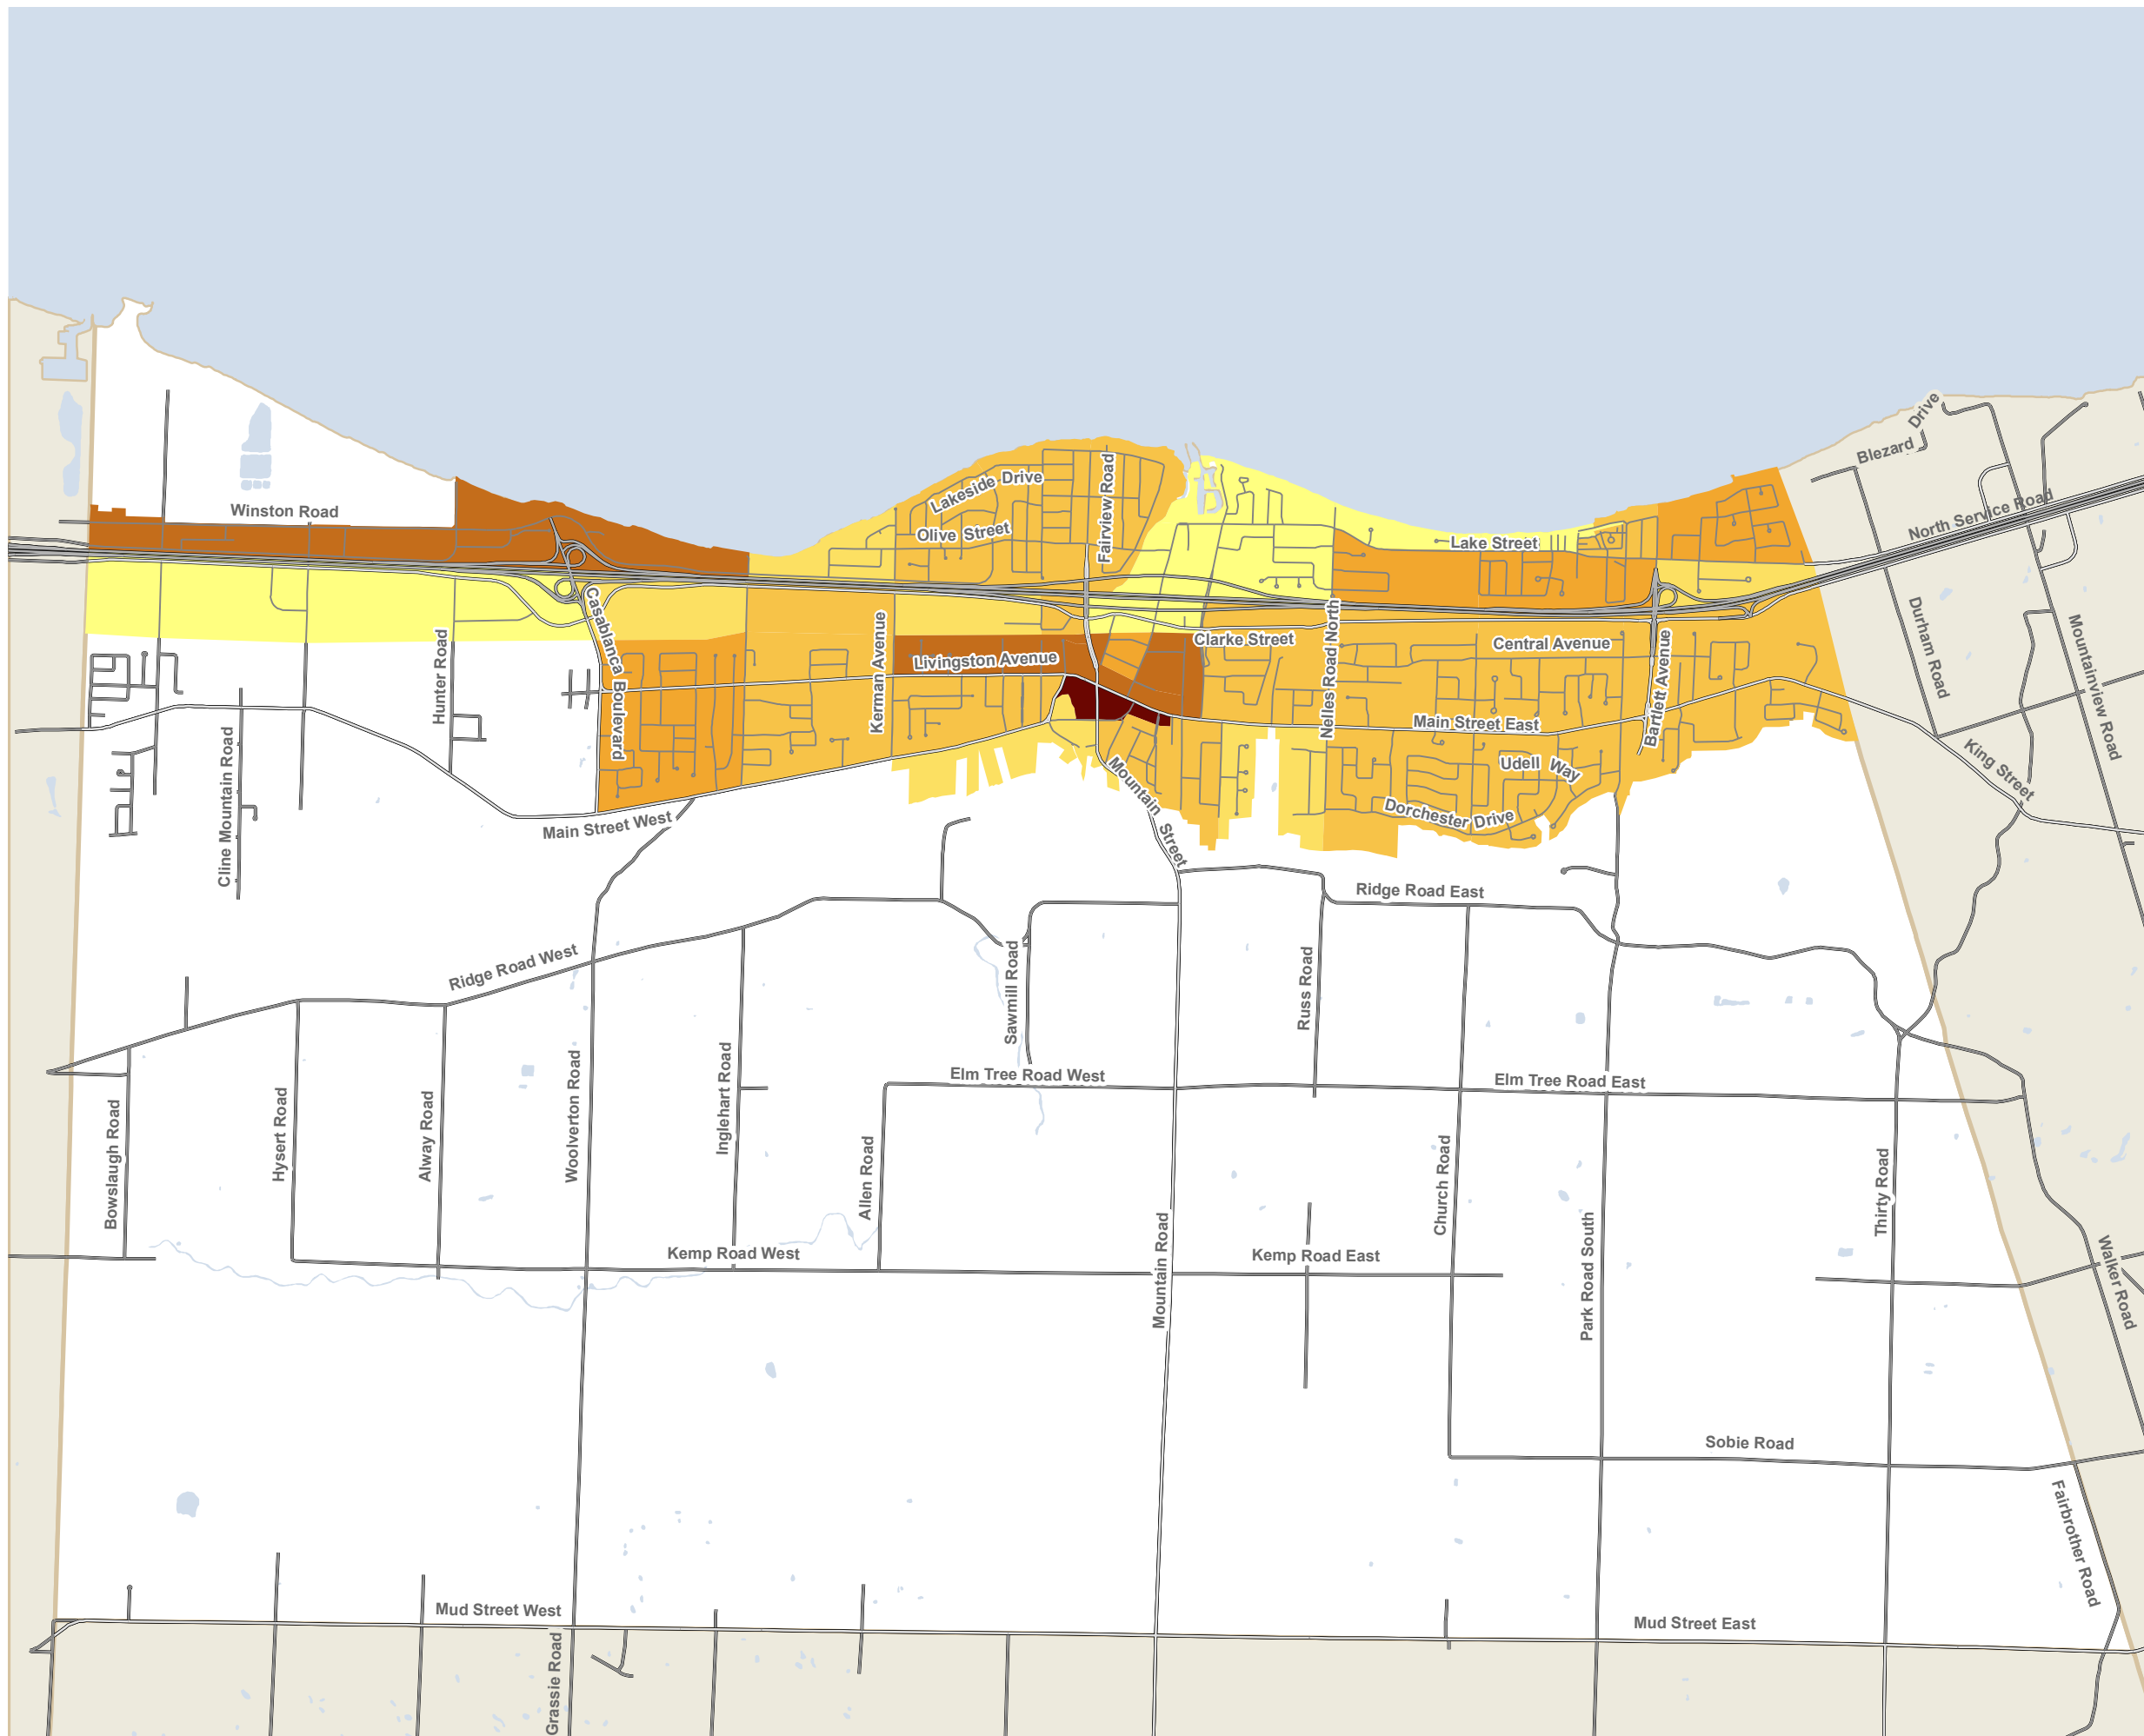 Drive
Blezard
Lakeside Drive
Fairview Road
Winston Road
North Service Road
Olive Street
Lake Street
Casablanca Boulevard
Durham Road
Mountainview Road
Kerman Avenue
Nelles Road North
Clarke Street
Central Avenue
Hunter Road
Livingston Avenue
Bartlett Avenue
Main Street East
Cline Mountain Road
King Street
Udell Way
Mountain Street
Dorchester Drive
Main Street West
Ridge Road East
Ridge Road West
Sawmill Road
Russ Road
Elm Tree Road West
Elm Tree Road East
Bowslaugh Road
Hysert Road
Alway Road
Woolverton Road
Inglehart Road
Allen Road
Church Road
Thirty Road
Mountain Road
Park Road South
Kemp Road West
Kemp Road East
Walker Road
Sobie Road
Fairbrother Road
Mud Street West
Mud Street East
Grassie Road